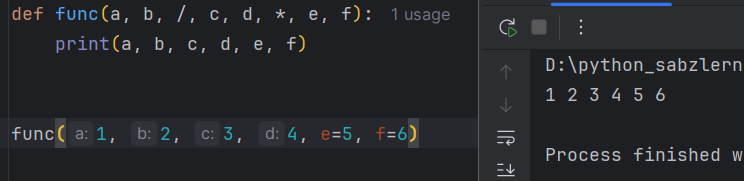 def func(a, b, /, c, d, *, e, f): 1 usage
    print(a, b, c, d, e, f)
func( a: 1, b: 2, c: 3, d: 4, e=5, f=6)
D:\python_sabzlern
1 2 3 4 5 6
Process finished w